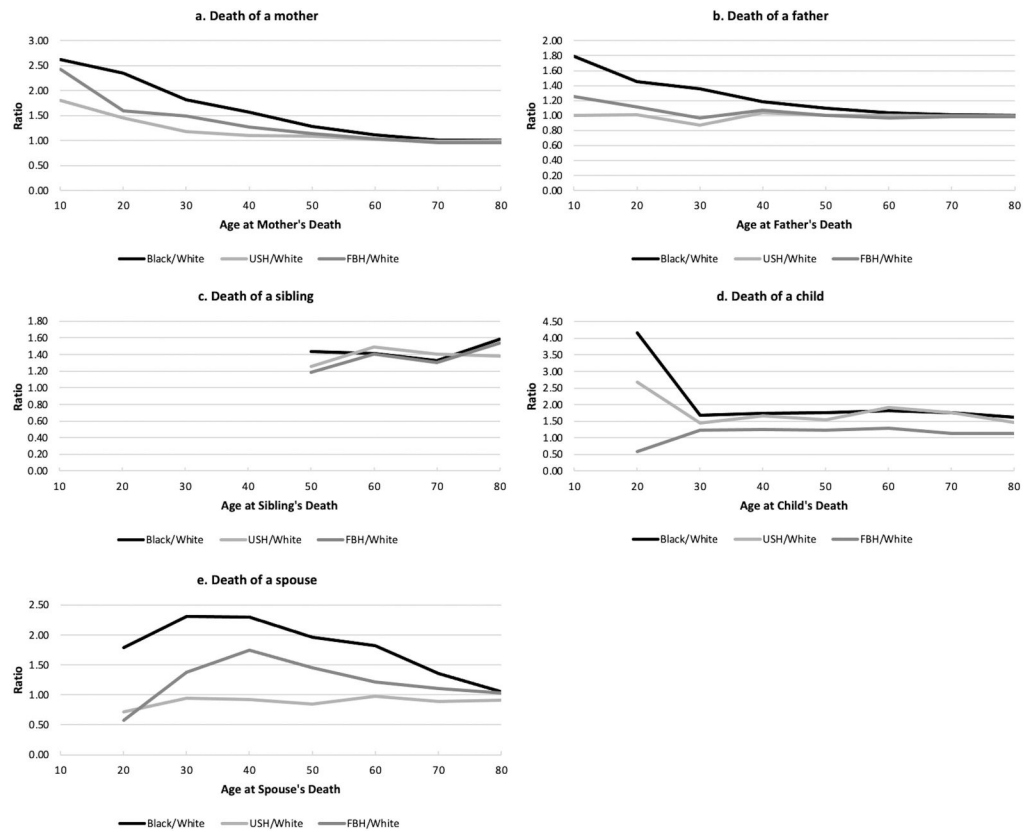 a. Death of a mother
3.00
2.50
2.00
1.50
1.00
0.50
0.00
Ratio
10 20 30 40 50 60 70 80
Age at Mother's Death
Black/White USH/White FBH/White
b. Death of a father
2.00
1.80
1.60
1.40
1.20
1.00
0.80
0.60
0.40
0.20
0.00
Ratio
10 20 30 40 50 60 70 80
Age at Father's Death
Black/White USH/White FBH/White
c. Death of a sibling
1.80
1.60
1.40
1.20
1.00
0.80
0.60
0.40
0.20
0.00
Ratio
10 20 30 40 50 60 70 80
Age at Sibling's Death
Black/White USH/White FBH/White
d. Death of a child
4.50
4.00
3.50
3.00
2.50
2.00
1.50
1.00
0.50
0.00
Ratio
10 20 30 40 50 60 70 80
Age at Child's Death
Black/White USH/White FBH/White
e. Death of a spouse
2.50
2.00
1.50
1.00
0.50
0.00
Ratio
10 20 30 40 50 60 70 80
Age at Spouse's Death
Black/White USH/White FBH/White